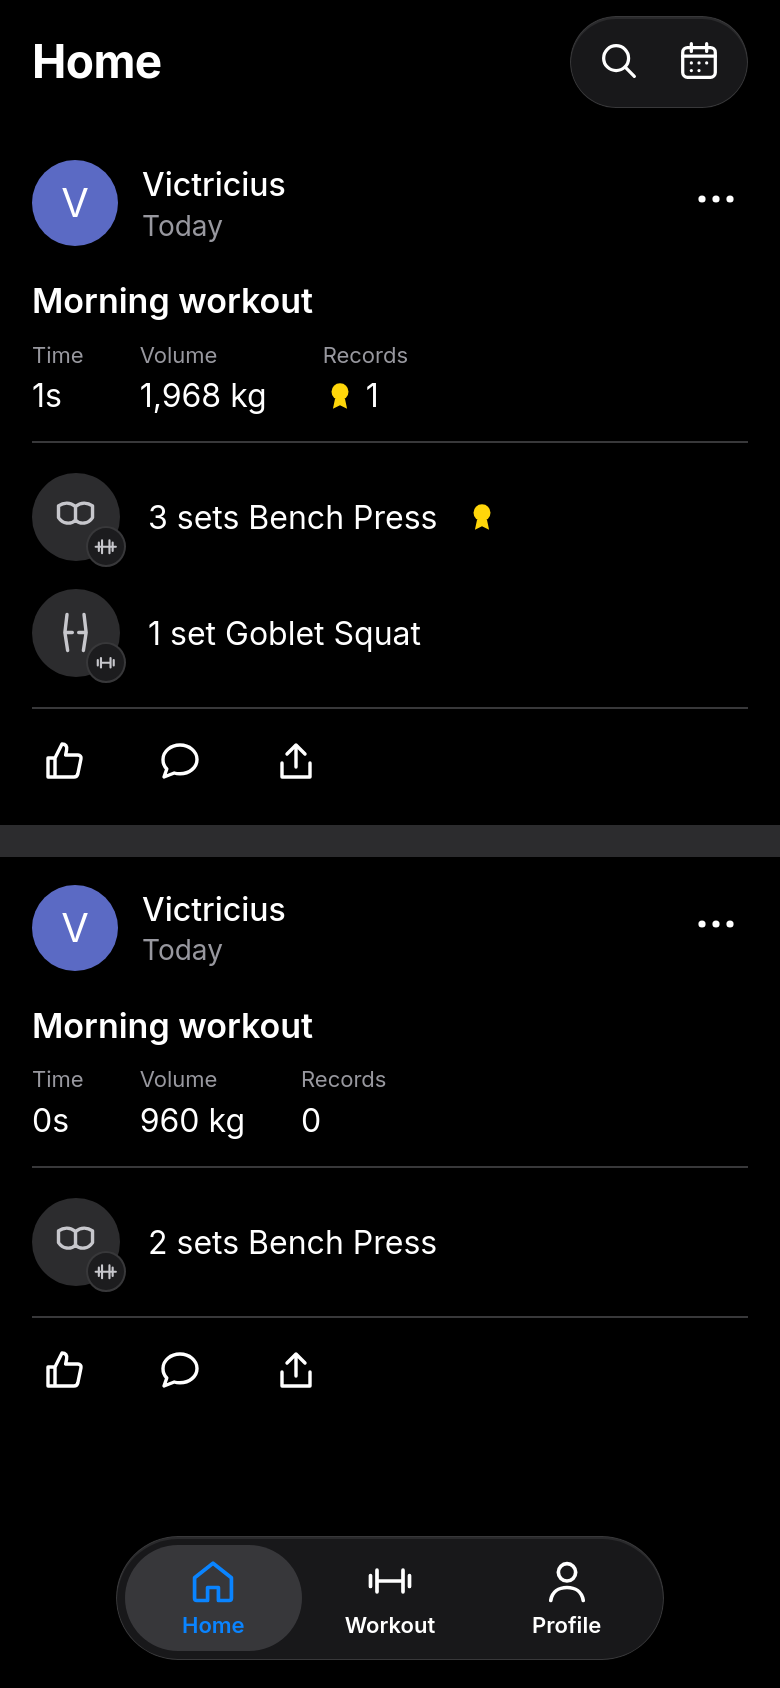 Home
V
Victricius
Today
Morning workout
Time Volume Records
1s 1,968 kg 1
3 sets Bench Press
1 set Goblet Squat
V
Victricius
Today
Morning workout
Time Volume Records
0s 960 kg 0
2 sets Bench Press
Home Workout Profile